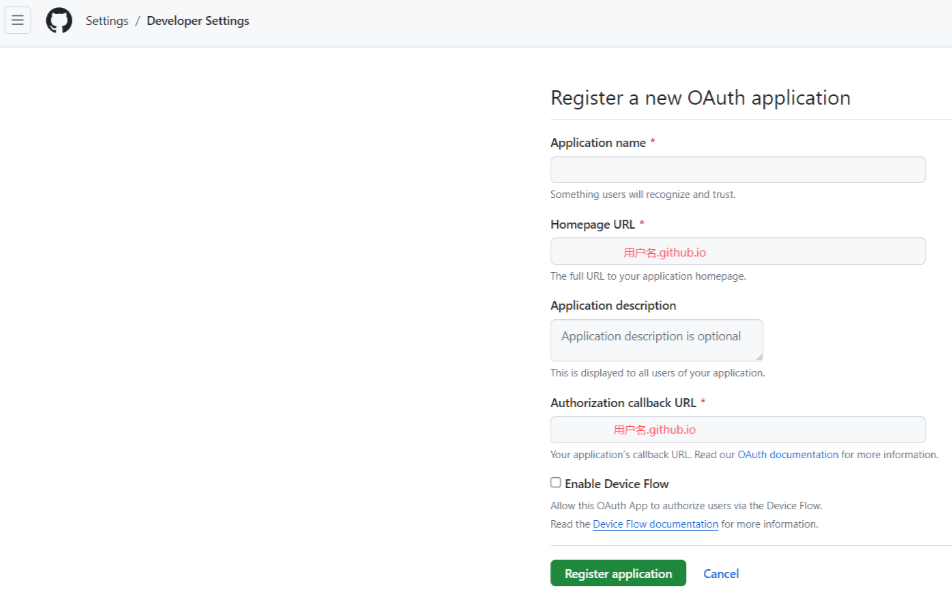 Settings / Developer Settings
Register a new OAuth application
Application name *
Something users will recognize and trust.
Homepage URL *
用户名.github.io
The full URL to your application homepage.
Application description
Application description is optional
This is displayed to all users of your application.
Authorization callback URL *
用户名.github.io
Your application's callback URL. Read our OAuth documentation for more information.
Enable Device Flow
Allow this OAuth App to authorize users via the Device Flow.
Read the Device Flow documentation for more information.
Register application Cancel